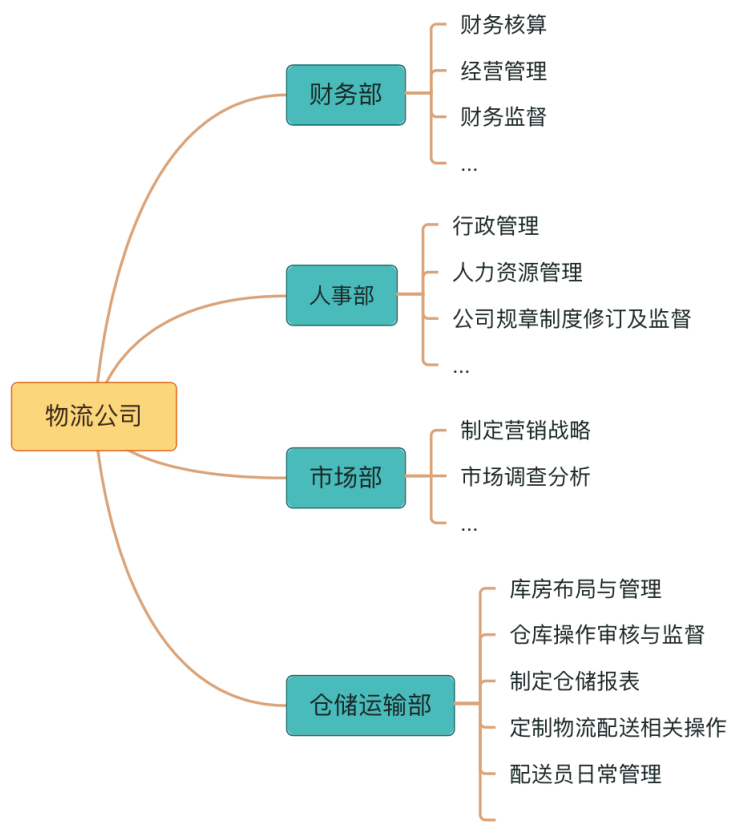 物流公司
财务部
财务核算
经营管理
财务监督
...
人事部
行政管理
人力资源管理
公司规章制度修订及监督
...
市场部
制定营销战略
市场调查分析
...
仓储运输部
库房布局与管理
仓库操作审核与监督
制定仓储报表
定制物流配送相关操作
配送员日常管理